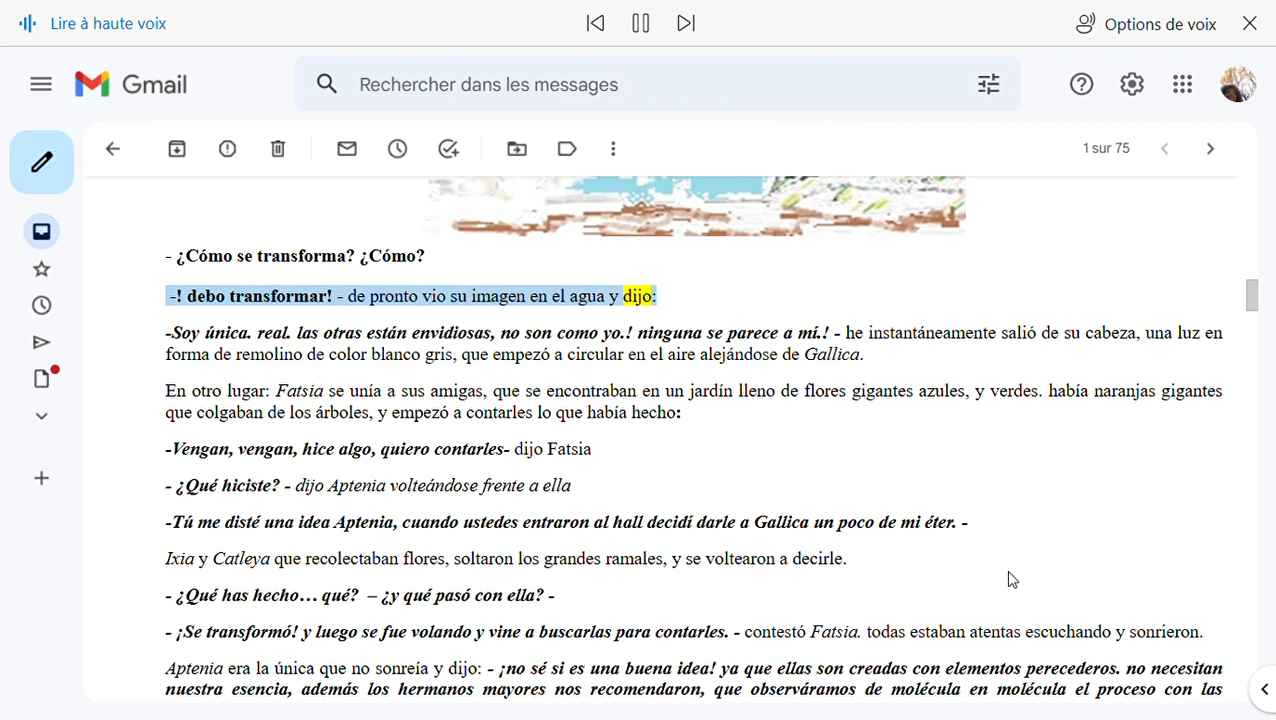 Lire à haute voix
Options de voix
Gmail
Rechercher dans les messages
1 sur 75
- ¿Cómo se transforma? ¿Cómo?
-! debo transformar! - de pronto vio su imagen en el agua y dijo:
-Soy única. real. las otras están envidiosas, no son como yo.! ninguna se parece a mí.! - he instantáneamente salió de su cabeza, una luz en
forma de remolino de color blanco gris, que empezó a circular en el aire alejándose de Gallica.
En otro lugar: Fatsia se unía a sus amigas, que se encontraban en un jardín lleno de flores gigantes azules, y verdes. había naranjas gigantes
que colgaban de los árboles, y empezó a contarles lo que había hecho:
-Vengan, vengan, hice algo, quiero contarles- dijo Fatsia
- ¿Qué hiciste? - dijo Aptenia volteándose frente a ella
-Tú me disté una idea Aptenia, cuando ustedes entraron al hall decidí darle a Gallica un poco de mi éter. -
Ixia y Catleya que recolectaban flores, soltaron los grandes ramales, y se voltearon a decirle.
- ¿Qué has hecho… qué? – ¿y qué pasó con ella? -
- ¡Se transformó! y luego se fue volando y vine a buscarlas para contarles. - contestó Fatsia. todas estaban atentas escuchando y sonrieron.
Aptenia era la única que no sonreía y dijo: - ¡no sé si es una buena idea! ya que ellas son creadas con elementos perecederos. no necesitan
nuestra esencia, además los hermanos mayores nos recomendaron, que observáramos de molécula en molécula el proceso con las